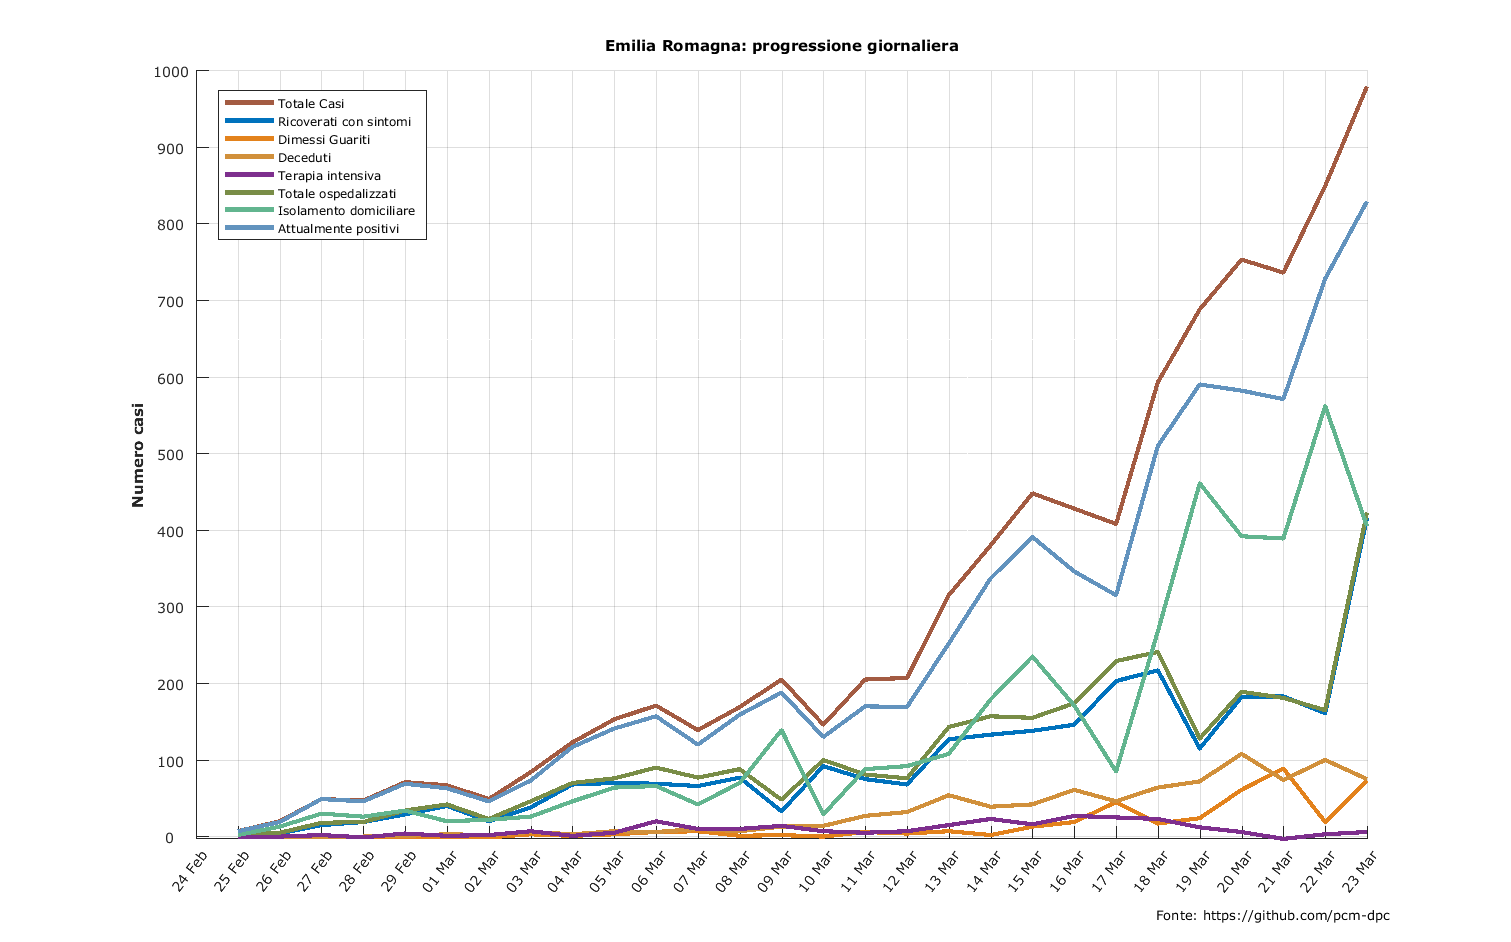 Emilia Romagna: progressione giornaliera
1000
900
800
700
600
500
400
300
200
100
0
Numero casi
Totale Casi
Ricoverati con sintomi
Dimessi Guariti
Deceduti
Terapia intensiva
Totale ospedalizzati
Isolamento domiciliare
Attualmente positivi
24 Feb
25 Feb
26 Feb
27 Feb
28 Feb
29 Feb
01 Mar
02 Mar
03 Mar
04 Mar
05 Mar
06 Mar
07 Mar
08 Mar
09 Mar
10 Mar
11 Mar
12 Mar
13 Mar
14 Mar
15 Mar
16 Mar
17 Mar
18 Mar
19 Mar
20 Mar
21 Mar
22 Mar
23 Mar
Fonte: https://github.com/pcm-dpc